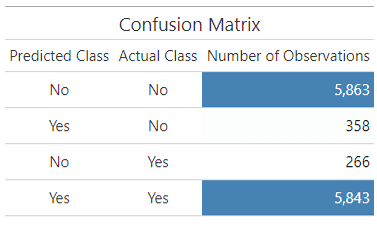 Confusion Matrix
Predicted Class Actual Class Number of Observations
No No 5,863
Yes No 358
No Yes 266
Yes Yes 5,843